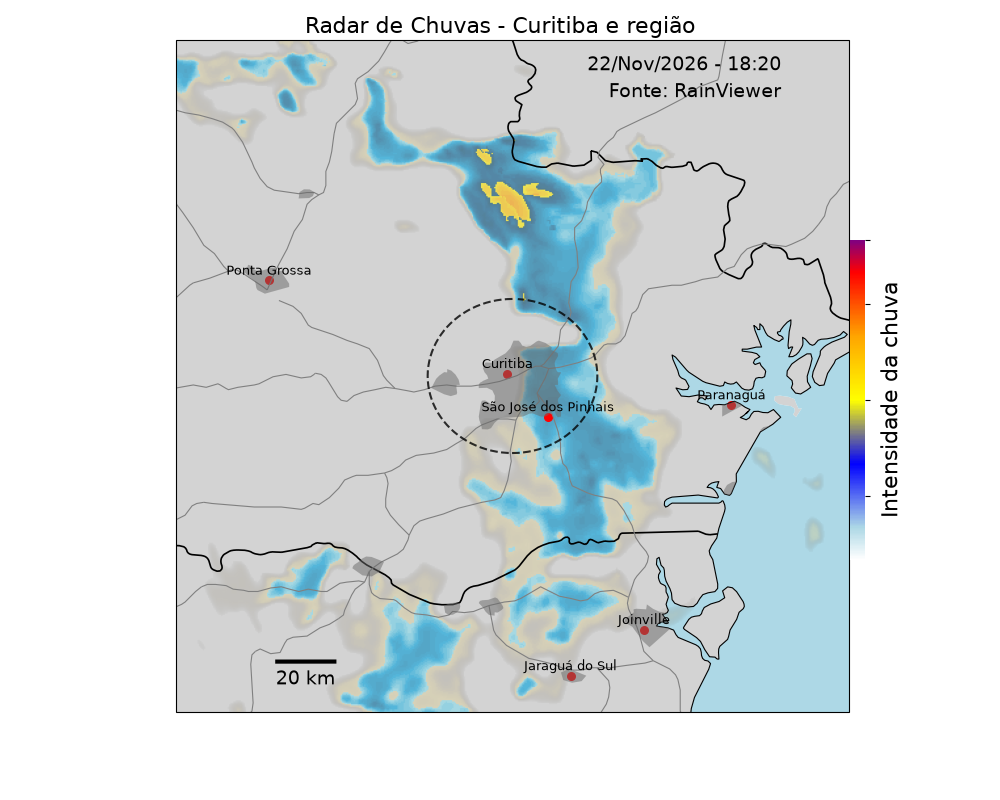 Radar de Chuvas - Curitiba e região
22/Nov/2026 - 18:20
Fonte: RainViewer
Ponta Grossa
Curitiba
Paranaguá
São José dos Pinhais
Joinville
Jaraguá do Sul
20 km
Intensidade da chuva